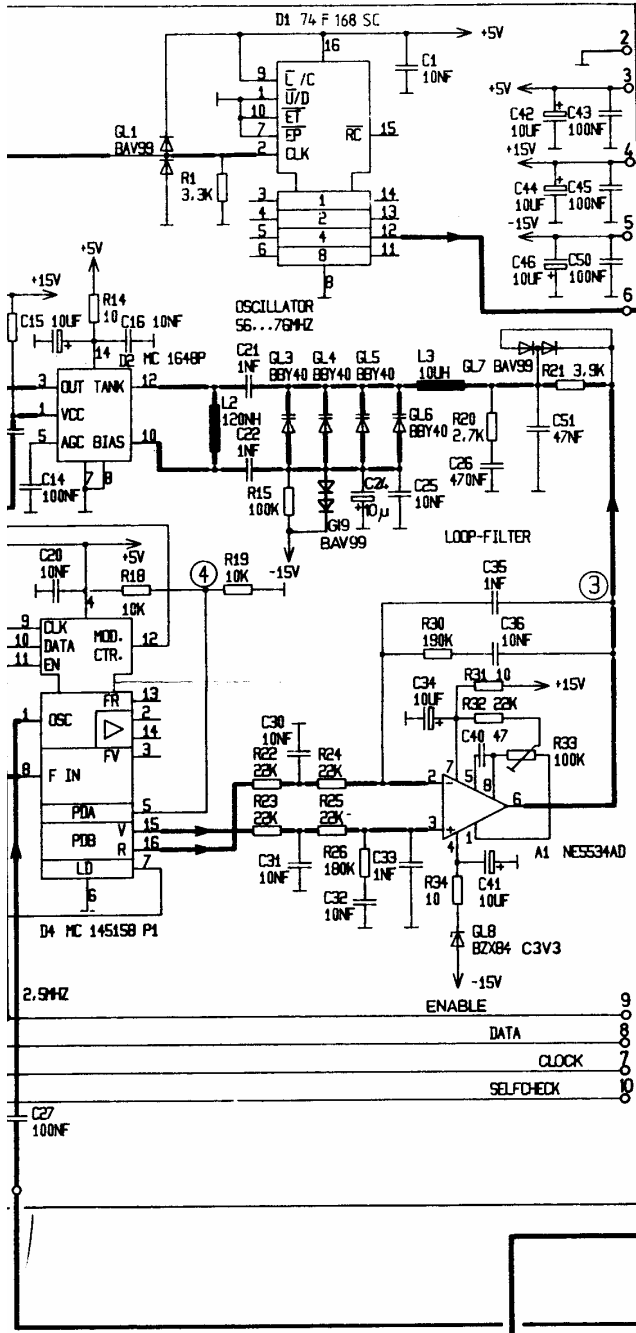 D1 74 F 168 SC
16
+5V
C1
10NF
9 L̅/C
1 U̅/D
10 E̅T̅
7 E̅P̅
2 CLK
R̅C̅ 15
GL1
BAV99
R1
3,3K
3 1 14
4 2 13
5 4 12
6 8 11
8
2
3
+5V
C42
10UF
+
C43
100NF
4
+15V
C44
10UF
+
C45
100NF
5
-15V
C46
10UF
+
C50
100NF
6
+5V
+15V
R14
10
C15 10UF
+
C16 10NF
14
D2 MC 1648P
OSCILLATOR
56...76MHZ
3 OUT TANK 12
1 VCC
5 AGC BIAS 10
7 8
C14
100NF
L2
120NH
C21
1NF
C22
1NF
GL3
BBY40
GL4
BBY40
GL5
BBY40
GL6
BBY40
L3
10UH
GL7 BAV99
R21 3,9K
R20
2,7K
C26
470NF
C51
47NF
R15
100K
C24
10µ
+
C25
10NF
Gl9
BAV99
-15V
LOOP-FILTER
C20
10NF
+5V
R18
10K
4
R19
10K
4
9 CLK
10 DATA
11 EN
MOD.
CTR.
12
C35
1NF
3
R30
190K
C36
10NF
R31 10
+15V
C34
10UF
+
R32 22K
C40 47
R33
100K
1 OSC
FR 13
2
14
FV 3
8 F IN
PDA 5
PDB V 15
R 16
LD 7
6
D4 MC 145158 P1
C30
10NF
R22
22K
R24
22K
R23
22K
R25
22K
C31
10NF
R26
180K
C32
10NF
C33
1NF
2
3
+
7
5
8
6
4
1
A1 NE5534AD
R34
10
C41
10UF
+
GL8
BZX84 C3V3
-15V
2,5MHZ
ENABLE 9
DATA 8
CLOCK 7
SELFCHECK 10
C27
100NF